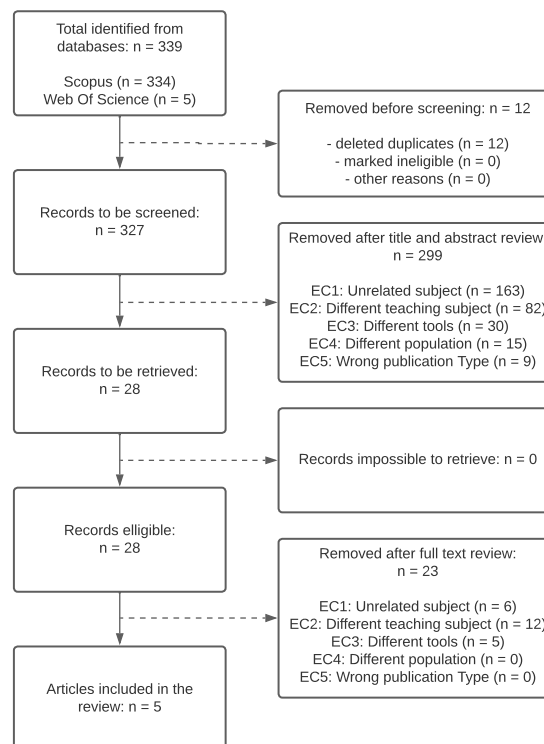 Total identified from
databases: n = 339
Scopus (n = 334)
Web Of Science (n = 5)
Removed before screening: n = 12
- deleted duplicates (n = 12)
- marked ineligible (n = 0)
- other reasons (n = 0)
Records to be screened:
n = 327
Removed after title and abstract review
n = 299
EC1: Unrelated subject (n = 163)
EC2: Different teaching subject (n = 82)
EC3: Different tools (n = 30)
EC4: Different population (n = 15)
EC5: Wrong publication Type (n = 9)
Records to be retrieved:
n = 28
Records impossible to retrieve: n = 0
Records elligible:
n = 28
Removed after full text review:
n = 23
EC1: Unrelated subject (n = 6)
EC2: Different teaching subject (n = 12)
EC3: Different tools (n = 5)
EC4: Different population (n = 0)
EC5: Wrong publication Type (n = 0)
Articles included in the
review: n = 5